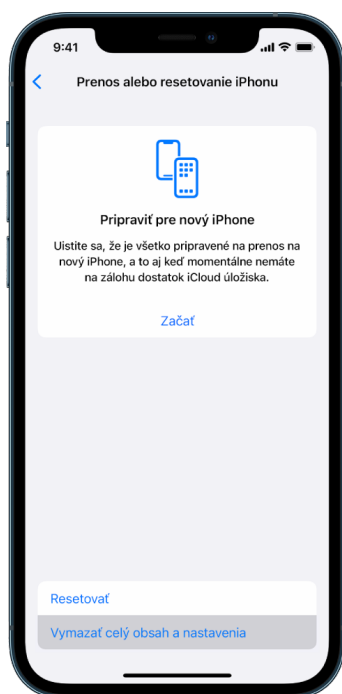 9:41
Prenos alebo resetovanie iPhonu
Pripraviť pre nový iPhone
Uistite sa, že je všetko pripravené na prenos na
nový iPhone, a to aj keď momentálne nemáte
na zálohu dostatok iCloud úložiska.
Začať
Resetovať
Vymazať celý obsah a nastavenia